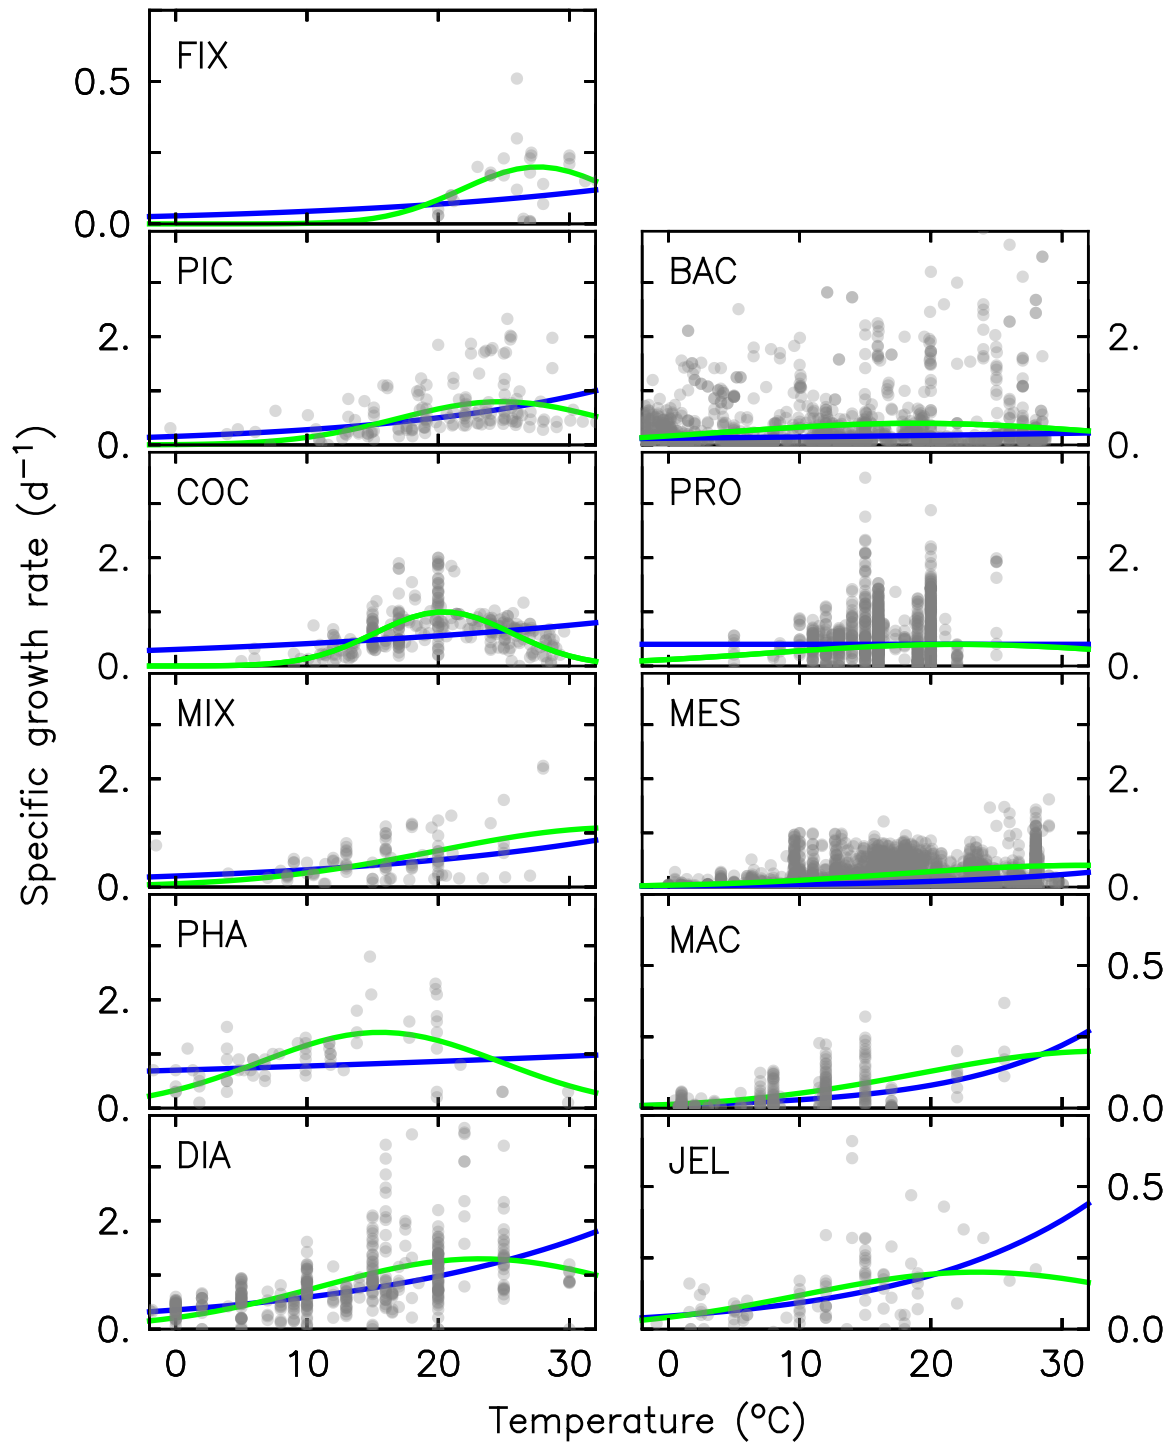 FIX
0.5
0.0
PIC
BAC
2.
2.
0.
0.
COC
PRO
2.
2.
0.
0.
MIX
MES
2.
2.
0.
0.
PHA
MAC
2.
0.5
0.
0.0
DIA
JEL
2.
0.5
0.
0.0
0 10 20 30
0 10 20 30
Specific growth rate (d⁻¹)
Temperature (°C)